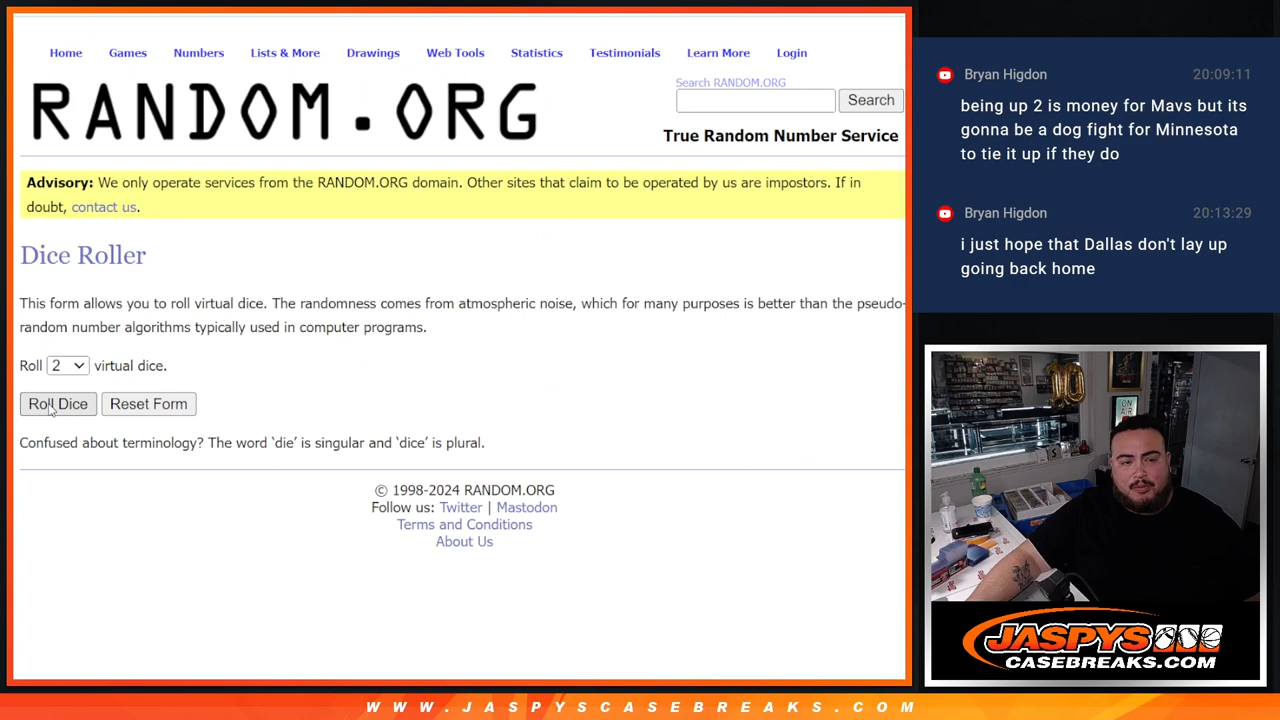 Home Games Numbers Lists & More Drawings Web Tools Statistics Testimonials Learn More Login
RANDOM.ORG
Search RANDOM.ORG
Search
True Random Number Service
Advisory: We only operate services from the RANDOM.ORG domain. Other sites that claim to be operated by us are impostors. If in
doubt, contact us.
Dice Roller
This form allows you to roll virtual dice. The randomness comes from atmospheric noise, which for many purposes is better than the pseudo-
random number algorithms typically used in computer programs.
Roll 2 virtual dice.
Roll Dice Reset Form
Confused about terminology? The word ‘die’ is singular and ‘dice’ is plural.
© 1998-2024 RANDOM.ORG
Follow us: Twitter | Mastodon
Terms and Conditions
About Us
Bryan Higdon 20:09:11
being up 2 is money for Mavs but its
gonna be a dog fight for Minnesota
to tie it up if they do
Bryan Higdon 20:13:29
i just hope that Dallas don't lay up
going back home
10
ON
AIR
JASPYS
CASEBREAKS.COM
WWW.JASPYSCASEBREAKS.COM